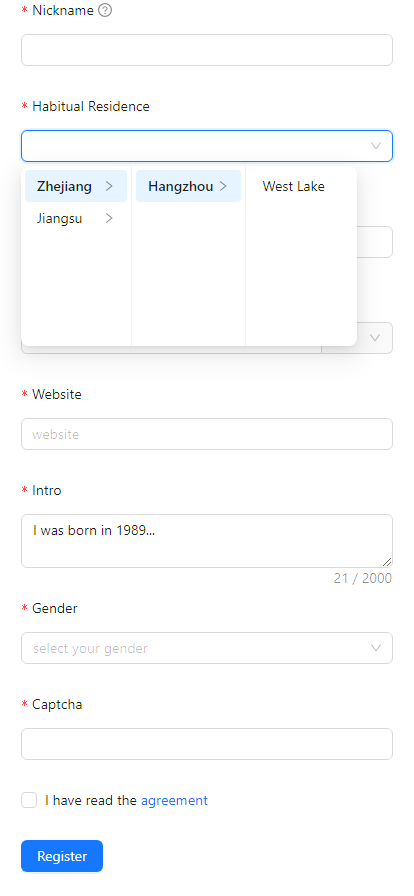 * Nickname
* Habitual Residence
Zhejiang
Hangzhou
West Lake
Jiangsu
* Website
website
* Intro
I was born in 1989...
21 / 2000
* Gender
select your gender
* Captcha
I have read the agreement
Register